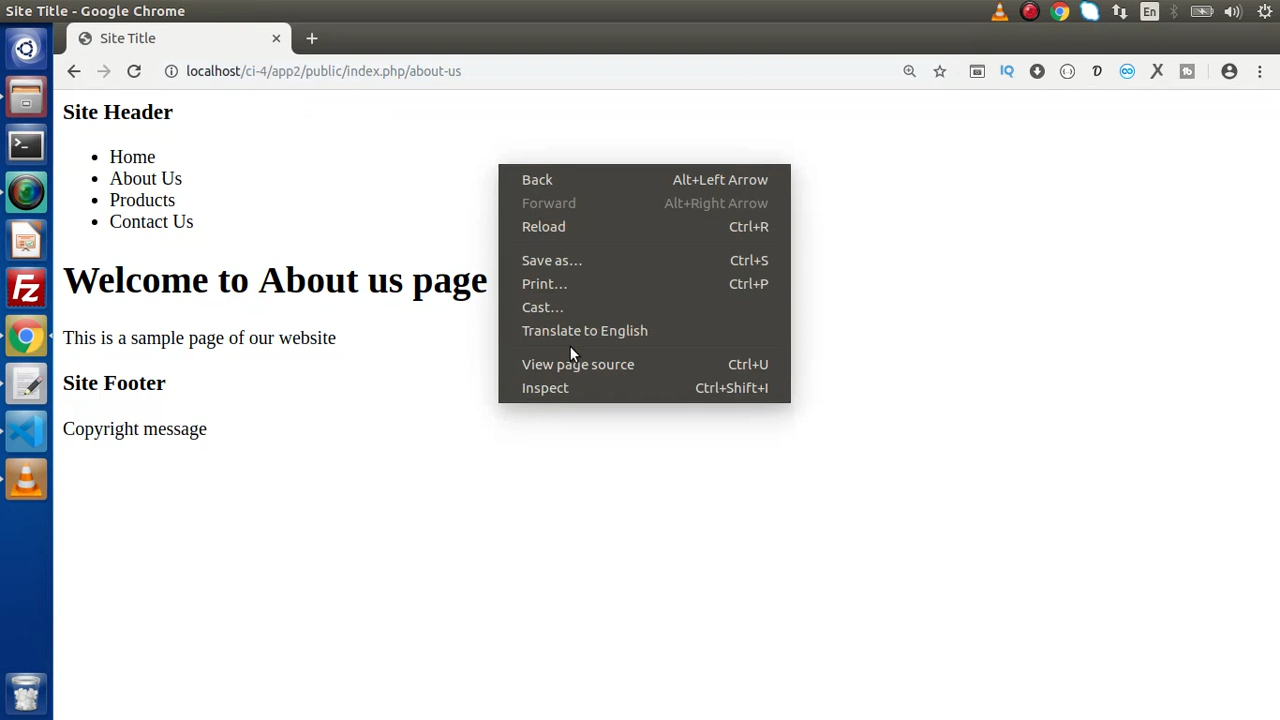 Site Title - Google Chrome
En
Site Title
localhost/ci-4/app2/public/index.php/about-us
IQ
Site Header
Home
About Us
Products
Contact Us
Welcome to About us page
This is a sample page of our website
Site Footer
Copyright message
Back Alt+Left Arrow
Forward Alt+Right Arrow
Reload Ctrl+R
Save as... Ctrl+S
Print... Ctrl+P
Cast...
Translate to English
View page source Ctrl+U
Inspect Ctrl+Shift+I
Fz